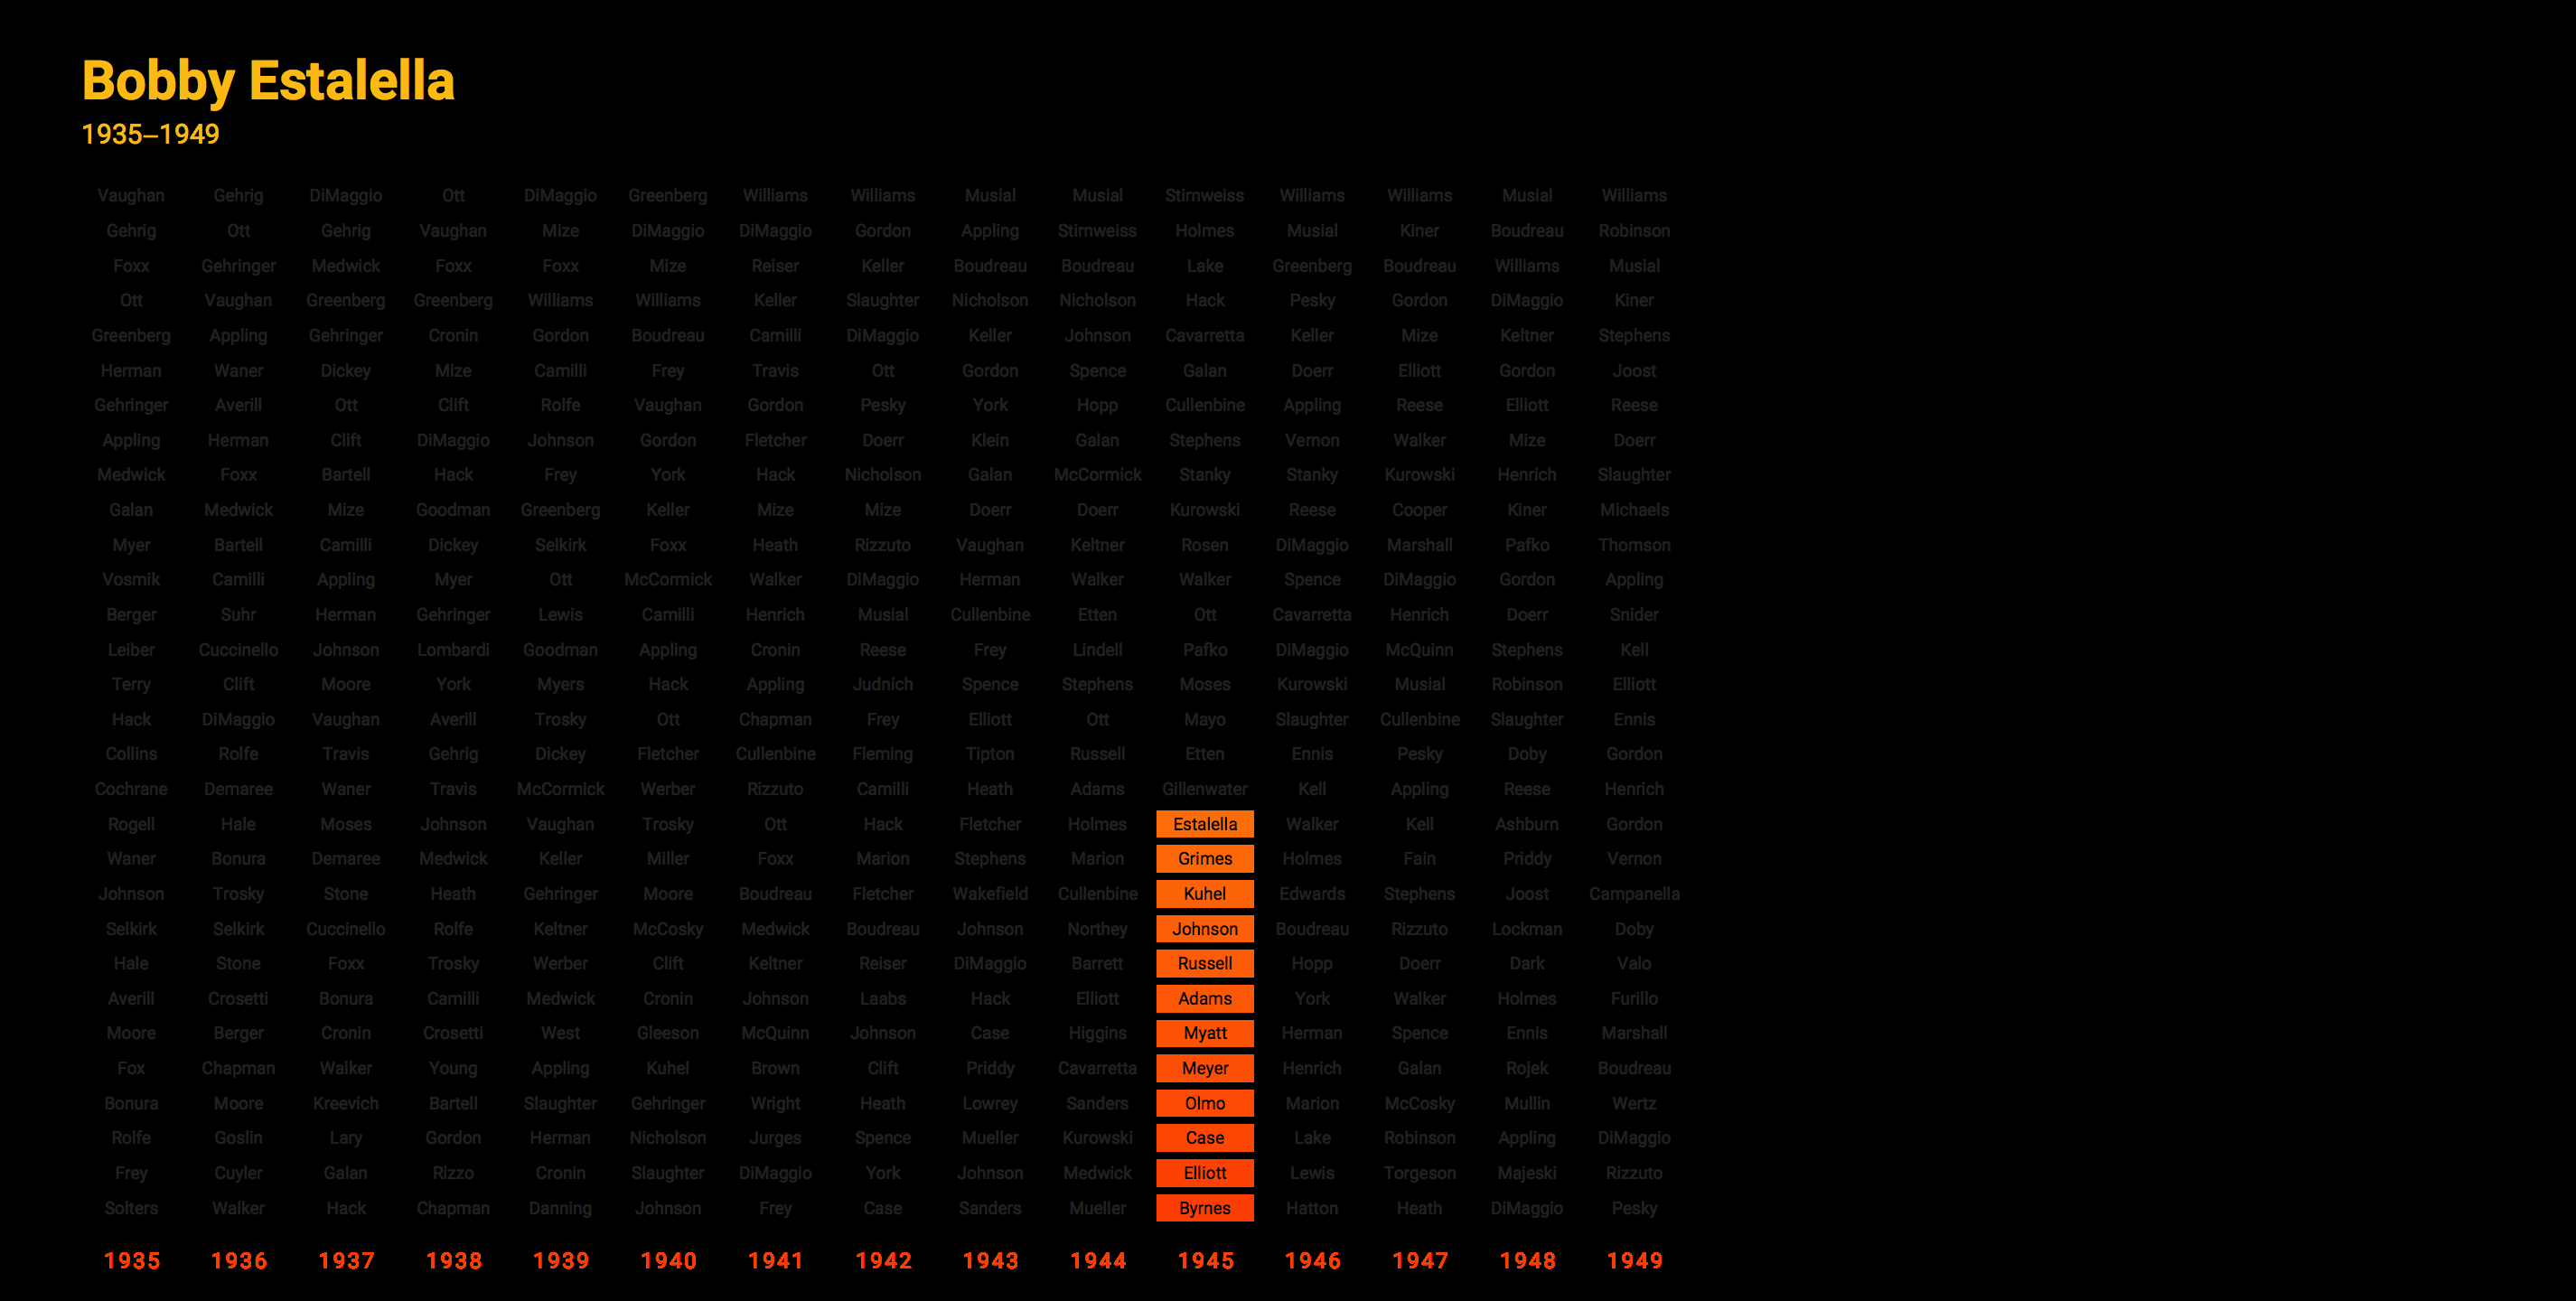 Bobby Estalella
1935–1949
Vaughan Gehrig DiMaggio Ott DiMaggio Greenberg Williams Williams Musial Musial Stirnweiss Williams Williams Musial Williams
Gehrig Ott Gehrig Vaughan Mize DiMaggio DiMaggio Gordon Appling Stirnweiss Holmes Musial Kiner Boudreau Robinson
Foxx Gehringer Medwick Foxx Foxx Mize Reiser Keller Boudreau Boudreau Lake Greenberg Boudreau Williams Musial
Ott Vaughan Greenberg Greenberg Williams Williams Keller Slaughter Nicholson Nicholson Hack Pesky Gordon DiMaggio Kiner
Greenberg Appling Gehringer Cronin Gordon Boudreau Camilli DiMaggio Keller Johnson Cavarretta Keller Mize Keltner Stephens
Herman Waner Dickey Mize Camilli Frey Travis Ott Gordon Spence Galan Doerr Elliott Gordon Joost
Gehringer Averill Ott Clift Rolfe Vaughan Gordon Pesky York Hopp Cullenbine Appling Reese Elliott Reese
Appling Herman Clift DiMaggio Johnson Gordon Fletcher Doerr Klein Galan Stephens Vernon Walker Mize Doerr
Medwick Foxx Bartell Hack Frey York Hack Nicholson Galan McCormick Stanky Stanky Kurowski Henrich Slaughter
Galan Medwick Mize Goodman Greenberg Keller Mize Mize Doerr Doerr Kurowski Reese Cooper Kiner Michaels
Myer Bartell Camilli Dickey Selkirk Foxx Heath Rizzuto Vaughan Keltner Rosen DiMaggio Marshall Pafko Thomson
Vosmik Camilli Appling Myer Ott McCormick Walker DiMaggio Herman Walker Walker Spence DiMaggio Gordon Appling
Berger Suhr Herman Gehringer Lewis Camilli Henrich Musial Cullenbine Etten Ott Cavarretta Henrich Doerr Snider
Leiber Cuccinello Johnson Lombardi Goodman Appling Cronin Reese Frey Lindell Pafko DiMaggio McQuinn Stephens Kell
Terry Clift Moore York Myers Hack Appling Judnich Spence Stephens Moses Kurowski Musial Robinson Elliott
Hack DiMaggio Vaughan Averill Trosky Ott Chapman Frey Elliott Ott Mayo Slaughter Cullenbine Slaughter Ennis
Collins Rolfe Travis Gehrig Dickey Fletcher Cullenbine Fleming Tipton Russell Etten Ennis Pesky Doby Gordon
Cochrane Demaree Waner Travis McCormick Werber Rizzuto Camilli Heath Adams Gillenwater Kell Appling Reese Henrich
Rogell Hale Moses Johnson Vaughan Trosky Ott Hack Fletcher Holmes Estalella Walker Kell Ashburn Gordon
Waner Bonura Demaree Medwick Keller Miller Foxx Marion Stephens Marion Grimes Holmes Fain Priddy Vernon
Johnson Trosky Stone Heath Gehringer Moore Boudreau Fletcher Wakefield Cullenbine Kuhel Edwards Stephens Joost Campanella
Selkirk Selkirk Cuccinello Rolfe Keltner McCosky Medwick Boudreau Johnson Northey Johnson Boudreau Rizzuto Lockman Doby
Hale Stone Foxx Trosky Werber Clift Keltner Reiser DiMaggio Barrett Russell Hopp Doerr Dark Valo
Averill Crosetti Bonura Camilli Medwick Cronin Johnson Laabs Hack Elliott Adams York Walker Holmes Furillo
Moore Berger Cronin Crosetti West Gleeson McQuinn Johnson Case Higgins Myatt Herman Spence Ennis Marshall
Fox Chapman Walker Young Appling Kuhel Brown Clift Priddy Cavarretta Meyer Henrich Galan Rojek Boudreau
Bonura Moore Kreevich Bartell Slaughter Gehringer Wright Heath Lowrey Sanders Olmo Marion McCosky Mullin Wertz
Rolfe Goslin Lary Gordon Herman Nicholson Jurges Spence Mueller Kurowski Case Lake Robinson Appling DiMaggio
Frey Cuyler Galan Rizzo Cronin Slaughter DiMaggio York Johnson Medwick Elliott Lewis Torgeson Majeski Rizzuto
Solters Walker Hack Chapman Danning Johnson Frey Case Sanders Mueller Byrnes Hatton Heath DiMaggio Pesky
1935 1936 1937 1938 1939 1940 1941 1942 1943 1944 1945 1946 1947 1948 1949